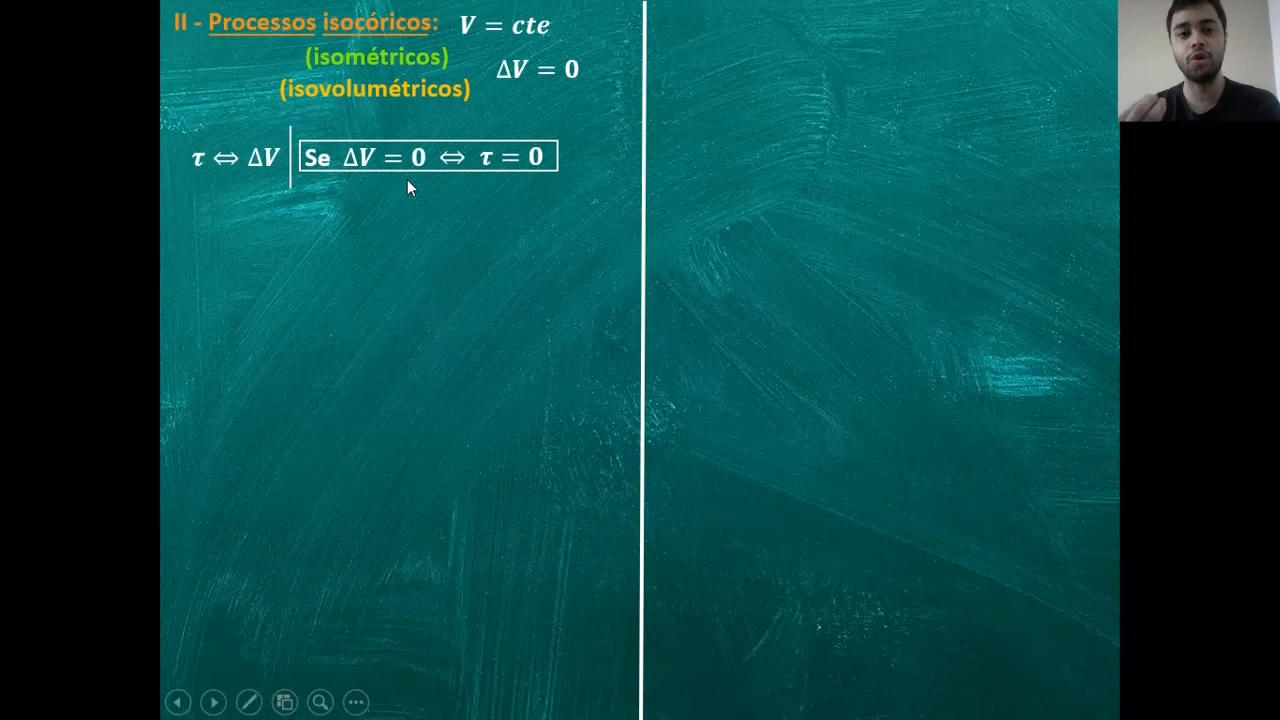 II - Processos isocóricos: V = cte
(isométricos) ΔV = 0
(isovolumétricos)
τ ⇔ ΔV Se ΔV = 0 ⇔ τ = 0